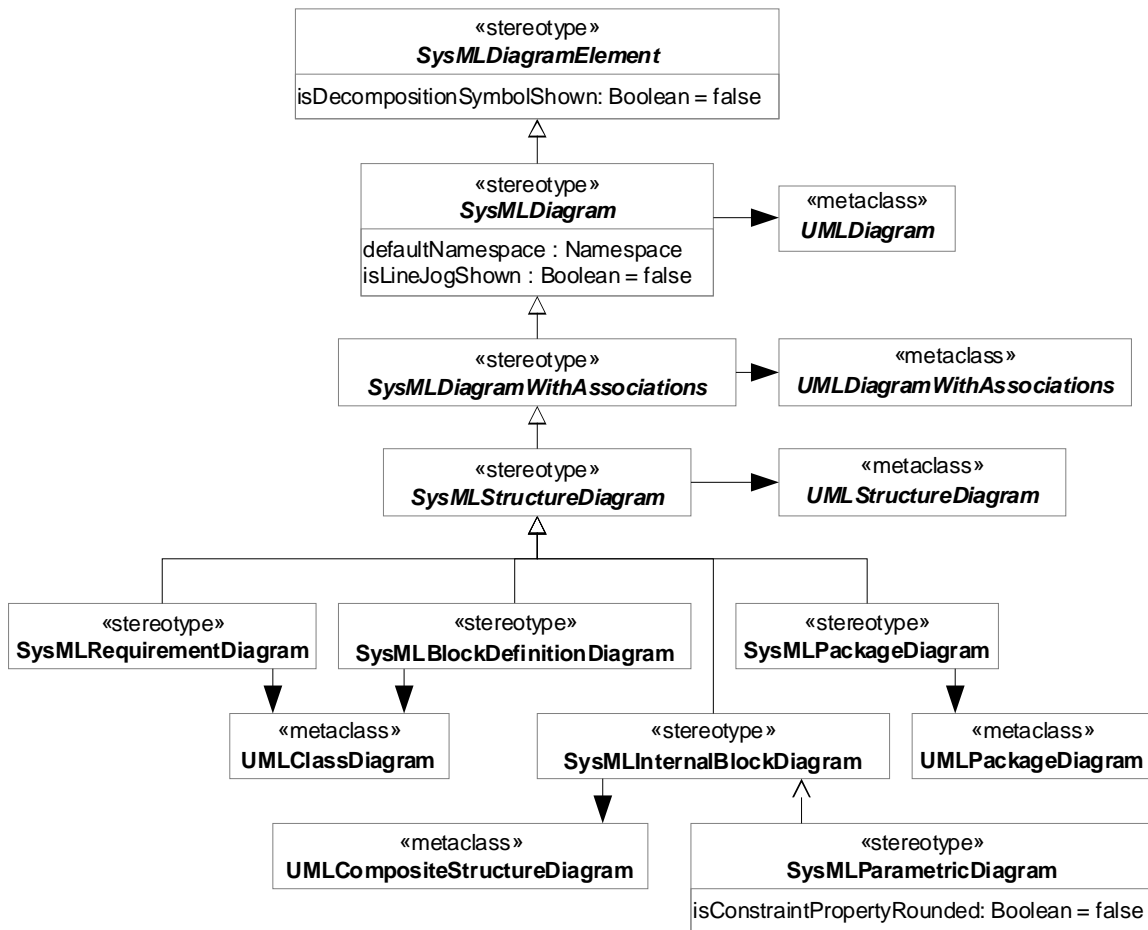 «stereotype»
SysMLDiagramElement
isDecompositionSymbolShown: Boolean = false
«stereotype»
SysMLDiagram
defaultNamespace : Namespace
isLineJogShown : Boolean = false
«metaclass»
UMLDiagram
«stereotype»
SysMLDiagramWithAssociations
«metaclass»
UMLDiagramWithAssociations
«stereotype»
SysMLStructureDiagram
«metaclass»
UMLStructureDiagram
«stereotype»
SysMLRequirementDiagram
«stereotype»
SysMLBlockDefinitionDiagram
«stereotype»
SysMLPackageDiagram
«metaclass»
UMLClassDiagram
«stereotype»
SysMLInternalBlockDiagram
«metaclass»
UMLPackageDiagram
«metaclass»
UMLCompositeStructureDiagram
«stereotype»
SysMLParametricDiagram
isConstraintPropertyRounded: Boolean = false